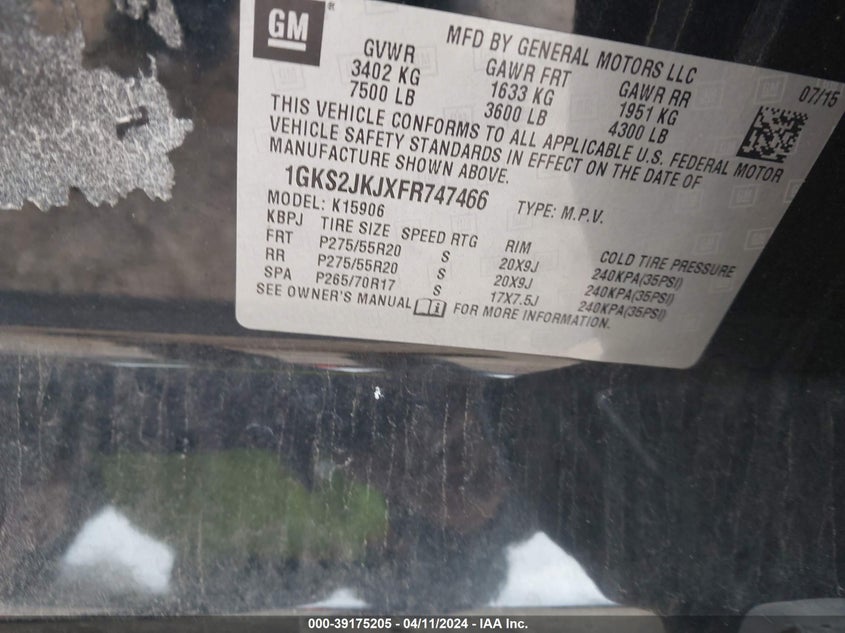 GM
®
MFD BY GENERAL MOTORS LLC
07/15
GVWR GAWR FRT GAWR RR
3402 KG 1633 KG 1951 KG
7500 LB 3600 LB 4300 LB
THIS VEHICLE CONFORMS TO ALL APPLICABLE U.S. FEDERAL MOTOR
VEHICLE SAFETY STANDARDS IN EFFECT ON THE DATE OF
MANUFACTURE SHOWN ABOVE.
1GKS2JKJXFR747466 TYPE: M.P.V.
MODEL: K15906
KBPJ TIRE SIZE SPEED RTG RIM COLD TIRE PRESSURE
FRT P275/55R20 S 20X9J 240KPA(35PSI)
RR P275/55R20 S 20X9J 240KPA(35PSI)
SPA P265/70R17 S 17X7.5J 240KPA(35PSI)
SEE OWNER'S MANUAL FOR MORE INFORMATION.
000-39175205 - 04/11/2024 - IAA Inc.